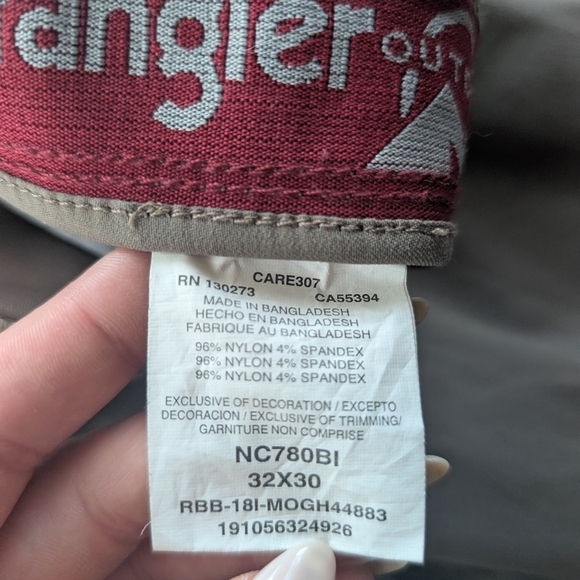 angler
OUT
CARE307
RN 130273 CA55394
MADE IN BANGLADESH
HECHO EN BANGLADESH
FABRIQUE AU BANGLADESH
96% NYLON 4% SPANDEX
96% NYLON 4% SPANDEX
96% NYLON 4% SPANDEX
EXCLUSIVE OF DECORATION / EXCEPTO
DECORACION / EXCLUSIVE OF TRIMMING/
GARNITURE NON COMPRISE
NC780BI
32X30
RBB-18I-MOGH44883
191056324926